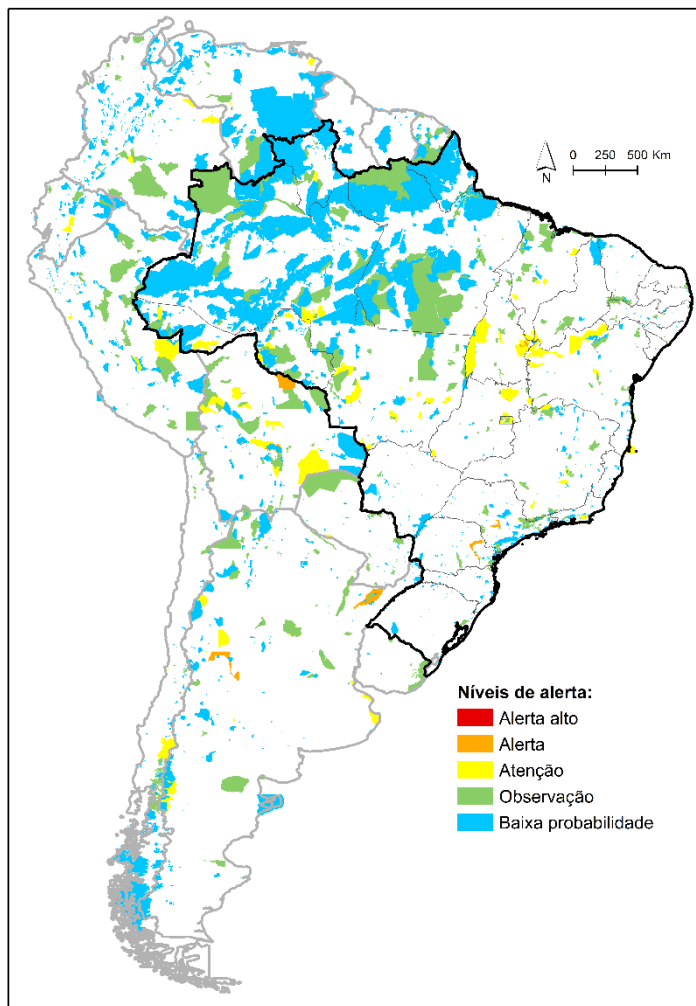 N
0 250 500 Km
Níveis de alerta:
Alerta alto
Alerta
Atenção
Observação
Baixa probabilidade